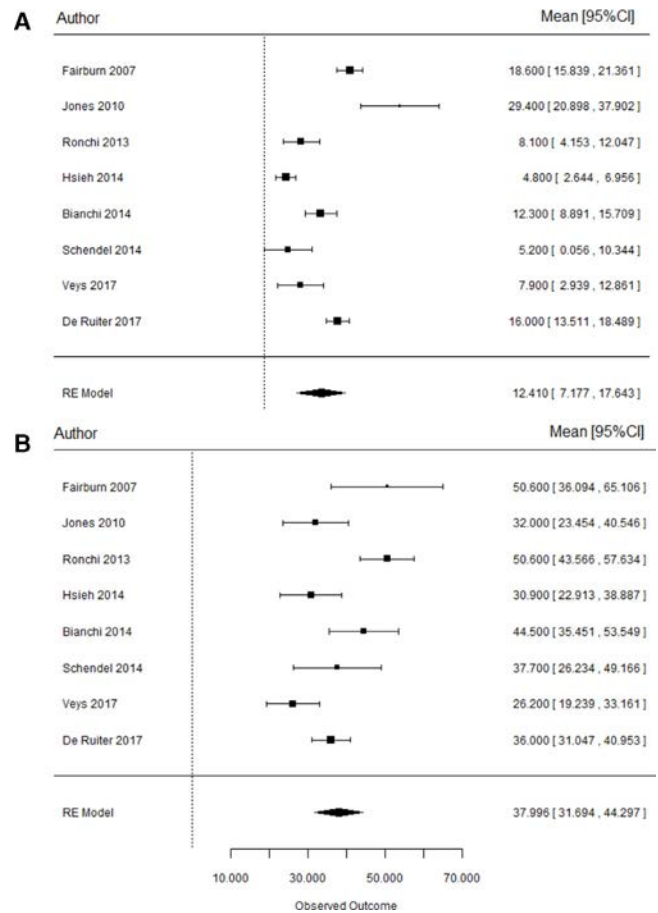 A
Author Mean [95%CI]
Fairburn 2007 18.600 [ 15.839 , 21.361 ]
Jones 2010 29.400 [ 20.898 , 37.902 ]
Ronchi 2013 8.100 [ 4.153 , 12.047 ]
Hsieh 2014 4.800 [ 2.644 , 6.956 ]
Bianchi 2014 12.300 [ 8.891 , 15.709 ]
Schendel 2014 5.200 [ 0.056 , 10.344 ]
Veys 2017 7.900 [ 2.939 , 12.861 ]
De Ruiter 2017 16.000 [ 13.511 , 18.489 ]
RE Model 12.410 [ 7.177 , 17.643 ]
B
Author Mean [95%CI]
Fairburn 2007 50.600 [ 36.094 , 65.106 ]
Jones 2010 32.000 [ 23.454 , 40.546 ]
Ronchi 2013 50.600 [ 43.566 , 57.634 ]
Hsieh 2014 30.900 [ 22.913 , 38.887 ]
Bianchi 2014 44.500 [ 35.451 , 53.549 ]
Schendel 2014 37.700 [ 26.234 , 49.166 ]
Veys 2017 26.200 [ 19.239 , 33.161 ]
De Ruiter 2017 36.000 [ 31.047 , 40.953 ]
RE Model 37.996 [ 31.694 , 44.297 ]
10.000 30.000 50.000 70.000
Observed Outcome